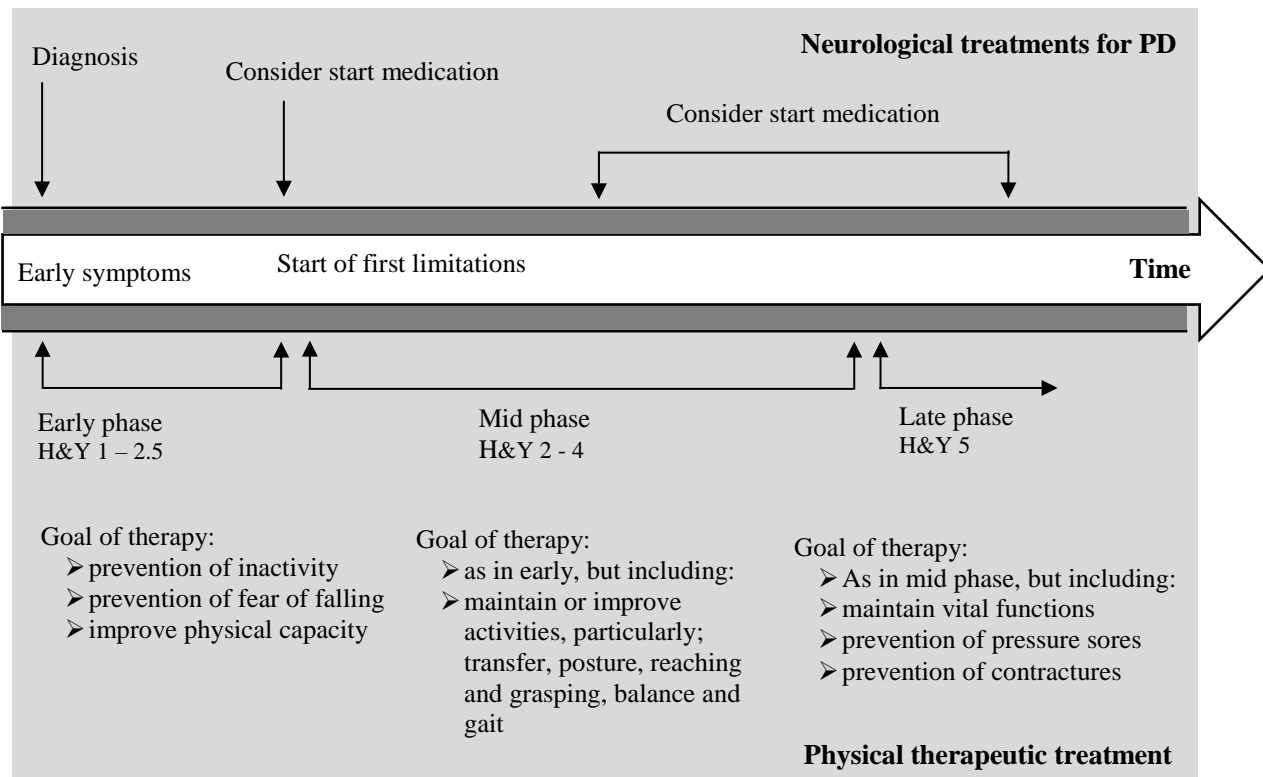 Neurological treatments for PD
Diagnosis
Consider start medication
Consider start medication
Early symptoms
Start of first limitations
Time
Early phase
H&Y 1 – 2.5
Mid phase
H&Y 2 - 4
Late phase
H&Y 5
Goal of therapy:
➢ prevention of inactivity
➢ prevention of fear of falling
➢ improve physical capacity
Goal of therapy:
➢ as in early, but including:
➢ maintain or improve
activities, particularly;
transfer, posture, reaching
and grasping, balance and
gait
Goal of therapy:
➢ As in mid phase, but including:
➢ maintain vital functions
➢ prevention of pressure sores
➢ prevention of contractures
Physical therapeutic treatment